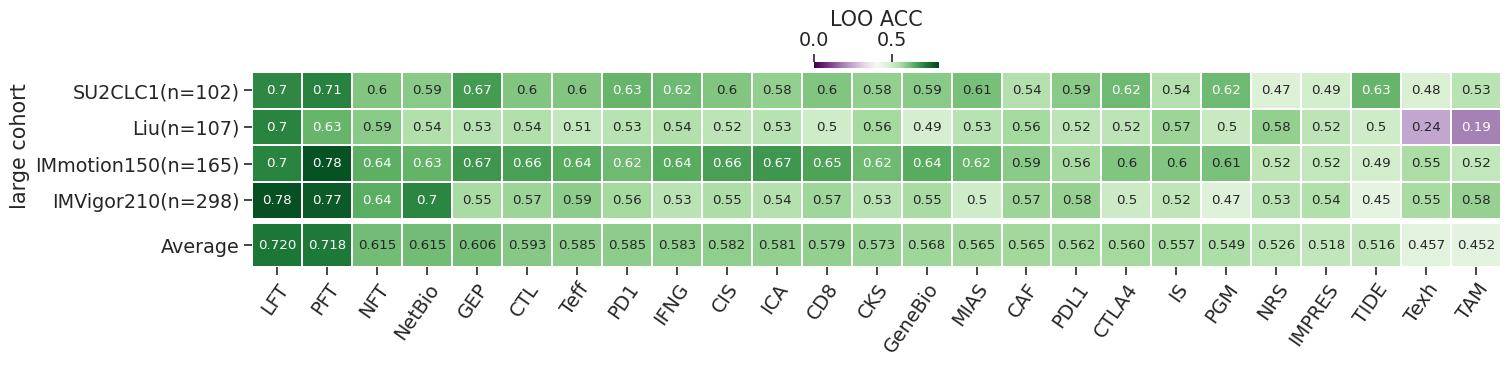 LOO ACC
0.0 0.5
large cohort
SU2CLC1(n=102) 0.7 0.71 0.6 0.59 0.67 0.6 0.6 0.63 0.62 0.6 0.58 0.6 0.58 0.59 0.61 0.54 0.59 0.62 0.54 0.62 0.47 0.49 0.63 0.48 0.53
Liu(n=107) 0.7 0.63 0.59 0.54 0.53 0.54 0.51 0.53 0.54 0.52 0.53 0.5 0.56 0.49 0.53 0.56 0.52 0.52 0.57 0.5 0.58 0.52 0.5 0.24 0.19
IMmotion150(n=165) 0.7 0.78 0.64 0.63 0.67 0.66 0.64 0.62 0.64 0.66 0.67 0.65 0.62 0.64 0.62 0.59 0.56 0.6 0.6 0.61 0.52 0.52 0.49 0.55 0.52
IMVigor210(n=298) 0.78 0.77 0.64 0.7 0.55 0.57 0.59 0.56 0.53 0.55 0.54 0.57 0.53 0.55 0.5 0.57 0.58 0.5 0.52 0.47 0.53 0.54 0.45 0.55 0.58
Average 0.720 0.718 0.615 0.615 0.606 0.593 0.585 0.585 0.583 0.582 0.581 0.579 0.573 0.568 0.565 0.565 0.562 0.560 0.557 0.549 0.526 0.518 0.516 0.457 0.452
LFT PFT NFT NetBio GEP CTL Teff PD1 IFNG CIS ICA CD8 CKS GeneBio MIAS CAF PDL1 CTLA4 IS PGM NRS IMPRES TIDE Texh TAM